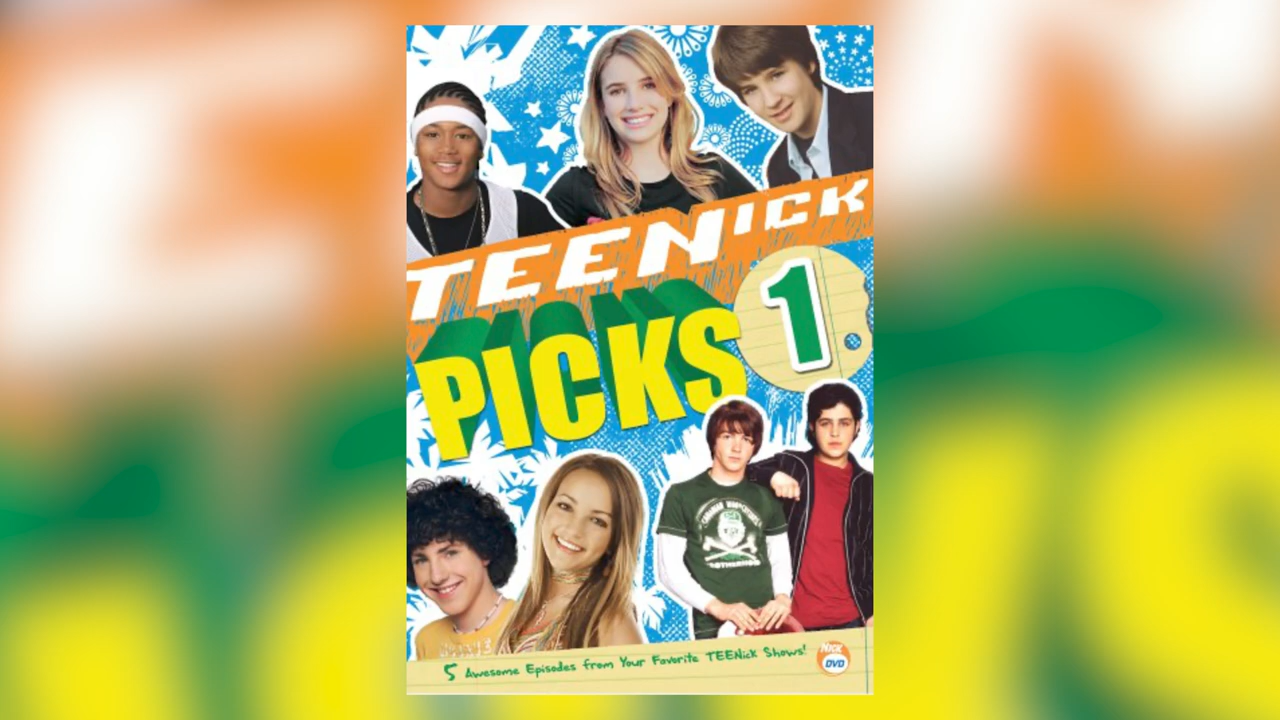 TEENICK
PICKS
1
5 Awesome Episodes from Your Favorite TEENick Shows!
NICK
DVD